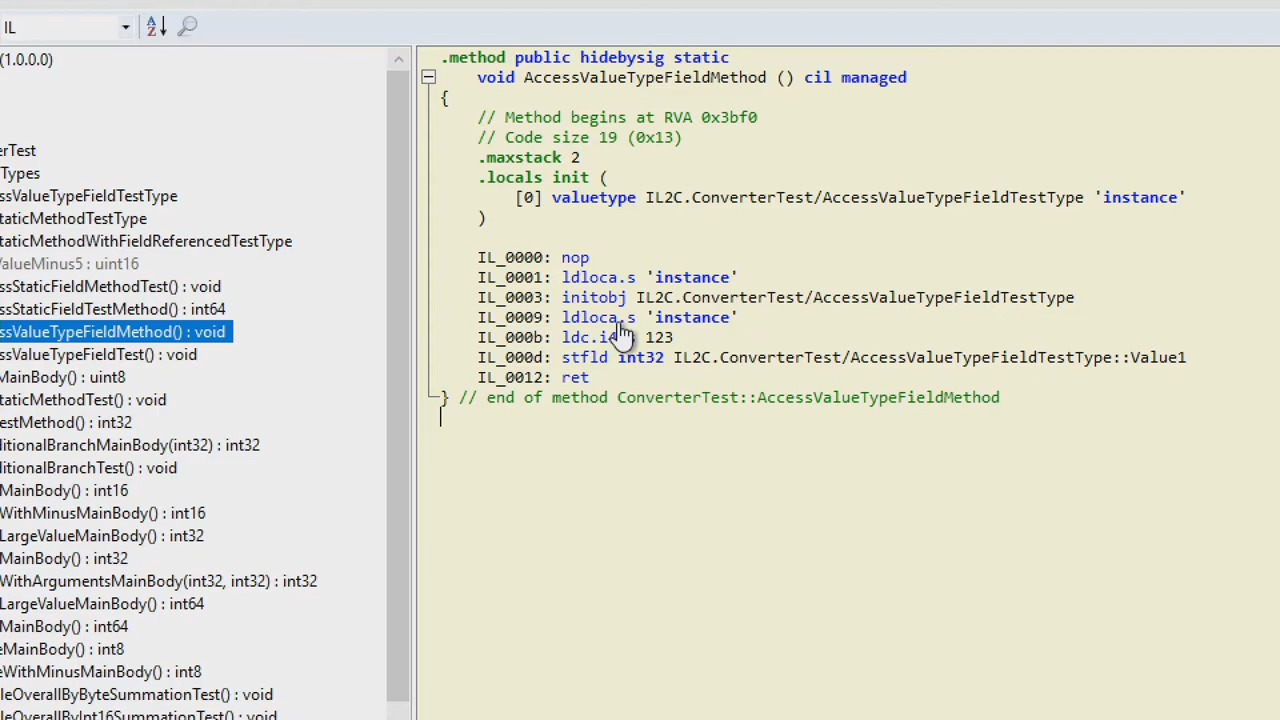 IL
(1.0.0.0)
erTest
Types
ssValueTypeFieldTestType
taticMethodTestType
taticMethodWithFieldReferencedTestType
ValueMinus5 : uint16
ssStaticFieldMethodTest() : void
ssStaticFieldTestMethod() : int64
ssValueTypeFieldMethod() : void
ssValueTypeFieldTest() : void
MainBody() : uint8
taticMethodTest() : void
estMethod() : int32
ditionalBranchMainBody(int32) : int32
ditionalBranchTest() : void
MainBody() : int16
WithMinusMainBody() : int16
LargeValueMainBody() : int32
MainBody() : int32
WithArgumentsMainBody(int32, int32) : int32
LargeValueMainBody() : int64
MainBody() : int64
eMainBody() : int8
eWithMinusMainBody() : int8
leOverallByByteSummationTest() : void
leOverallByInt16SummationTest() : void
.method public hidebysig static
void AccessValueTypeFieldMethod () cil managed
{
// Method begins at RVA 0x3bf0
// Code size 19 (0x13)
.maxstack 2
.locals init (
[0] valuetype IL2C.ConverterTest/AccessValueTypeFieldTestType 'instance'
)
IL_0000: nop
IL_0001: ldloca.s 'instance'
IL_0003: initobj IL2C.ConverterTest/AccessValueTypeFieldTestType
IL_0009: ldloca.s 'instance'
IL_000b: 123
IL_000d: stfld int32 IL2C.ConverterTest/AccessValueTypeFieldTestType::Value1
IL_0012: ret
} // end of method ConverterTest::AccessValueTypeFieldMethod